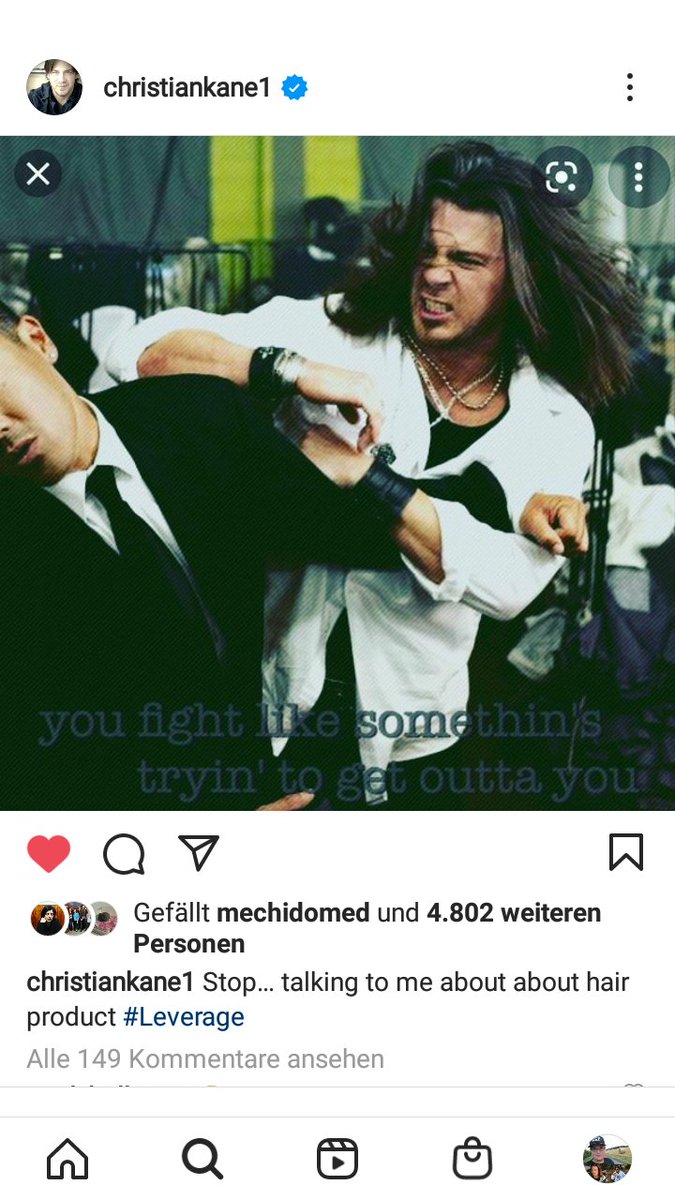 christiankane1
you fight like somethin's
tryin' to get outta you
Gefällt mechidomed und 4.802 weiteren
Personen
christiankane1 Stop... talking to me about about hair
product #Leverage
Alle 149 Kommentare ansehen